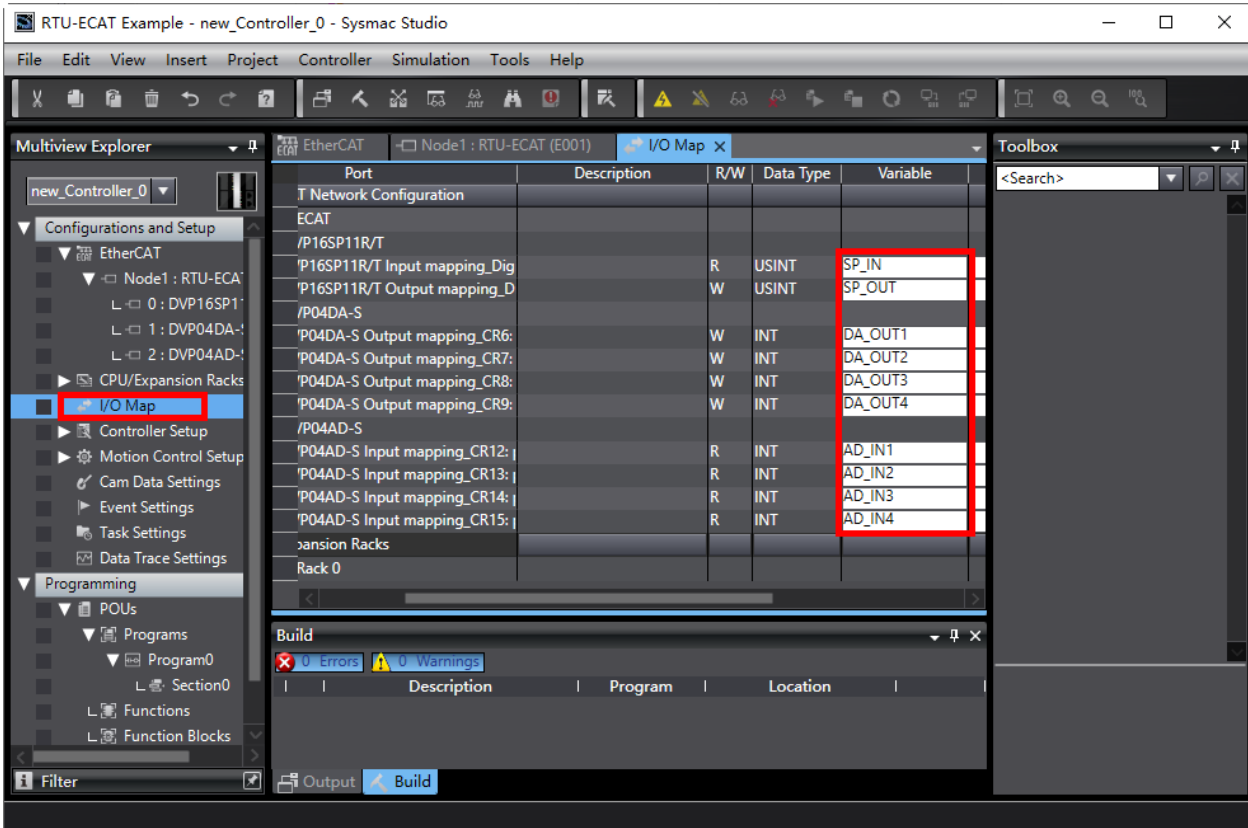 RTU-ECAT Example - new_Controller_0 - Sysmac Studio
File Edit View Insert Project Controller Simulation Tools Help
Multiview Explorer
new_Controller_0
Configurations and Setup
EtherCAT
Node1 : RTU-ECA
0 : DVP16SP1
1 : DVP04DA-
2 : DVP04AD-
CPU/Expansion Racks
I/O Map
Controller Setup
Motion Control Setup
Cam Data Settings
Event Settings
Task Settings
Data Trace Settings
Programming
POUs
Programs
Program0
Section0
Functions
Function Blocks
Filter
EtherCAT Node1 : RTU-ECAT (E001) I/O Map
Port Description R/W Data Type Variable
T Network Configuration
ECAT
/P16SP11R/T
P16SP11R/T Input mapping_Dig R USINT SP_IN
P16SP11R/T Output mapping_D W USINT SP_OUT
/P04DA-S
P04DA-S Output mapping_CR6: W INT DA_OUT1
P04DA-S Output mapping_CR7: W INT DA_OUT2
P04DA-S Output mapping_CR8: W INT DA_OUT3
P04DA-S Output mapping_CR9: W INT DA_OUT4
/P04AD-S
P04AD-S Input mapping_CR12: R INT AD_IN1
P04AD-S Input mapping_CR13: R INT AD_IN2
P04AD-S Input mapping_CR14: R INT AD_IN3
P04AD-S Input mapping_CR15: R INT AD_IN4
pansion Racks
Rack 0
Build
0 Errors 0 Warnings
Description Program Location
Output Build
Toolbox
<Search>